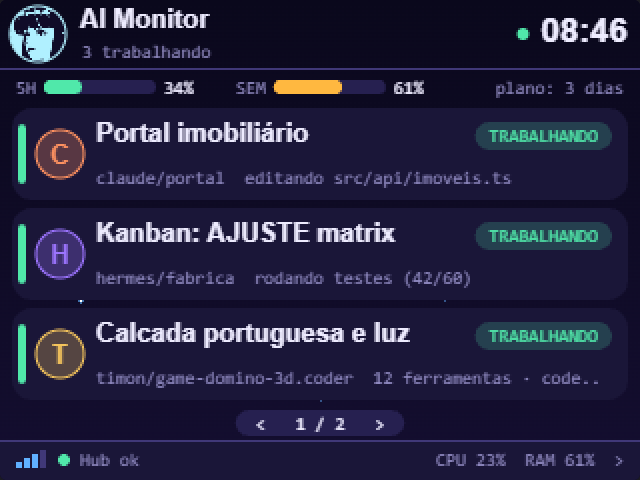 AI Monitor
3 trabalhando
08:46
5H 34% SEM 61% plano: 3 dias
C
Portal imobiliário
TRABALHANDO
claude/portal editando src/api/imoveis.ts
H
Kanban: AJUSTE matrix
TRABALHANDO
hermes/fabrica rodando testes (42/60)
T
Calcada portuguesa e luz
TRABALHANDO
timon/game-domino-3d.coder 12 ferramentas · code..
< 1 / 2 >
Hub ok CPU 23% RAM 61% >